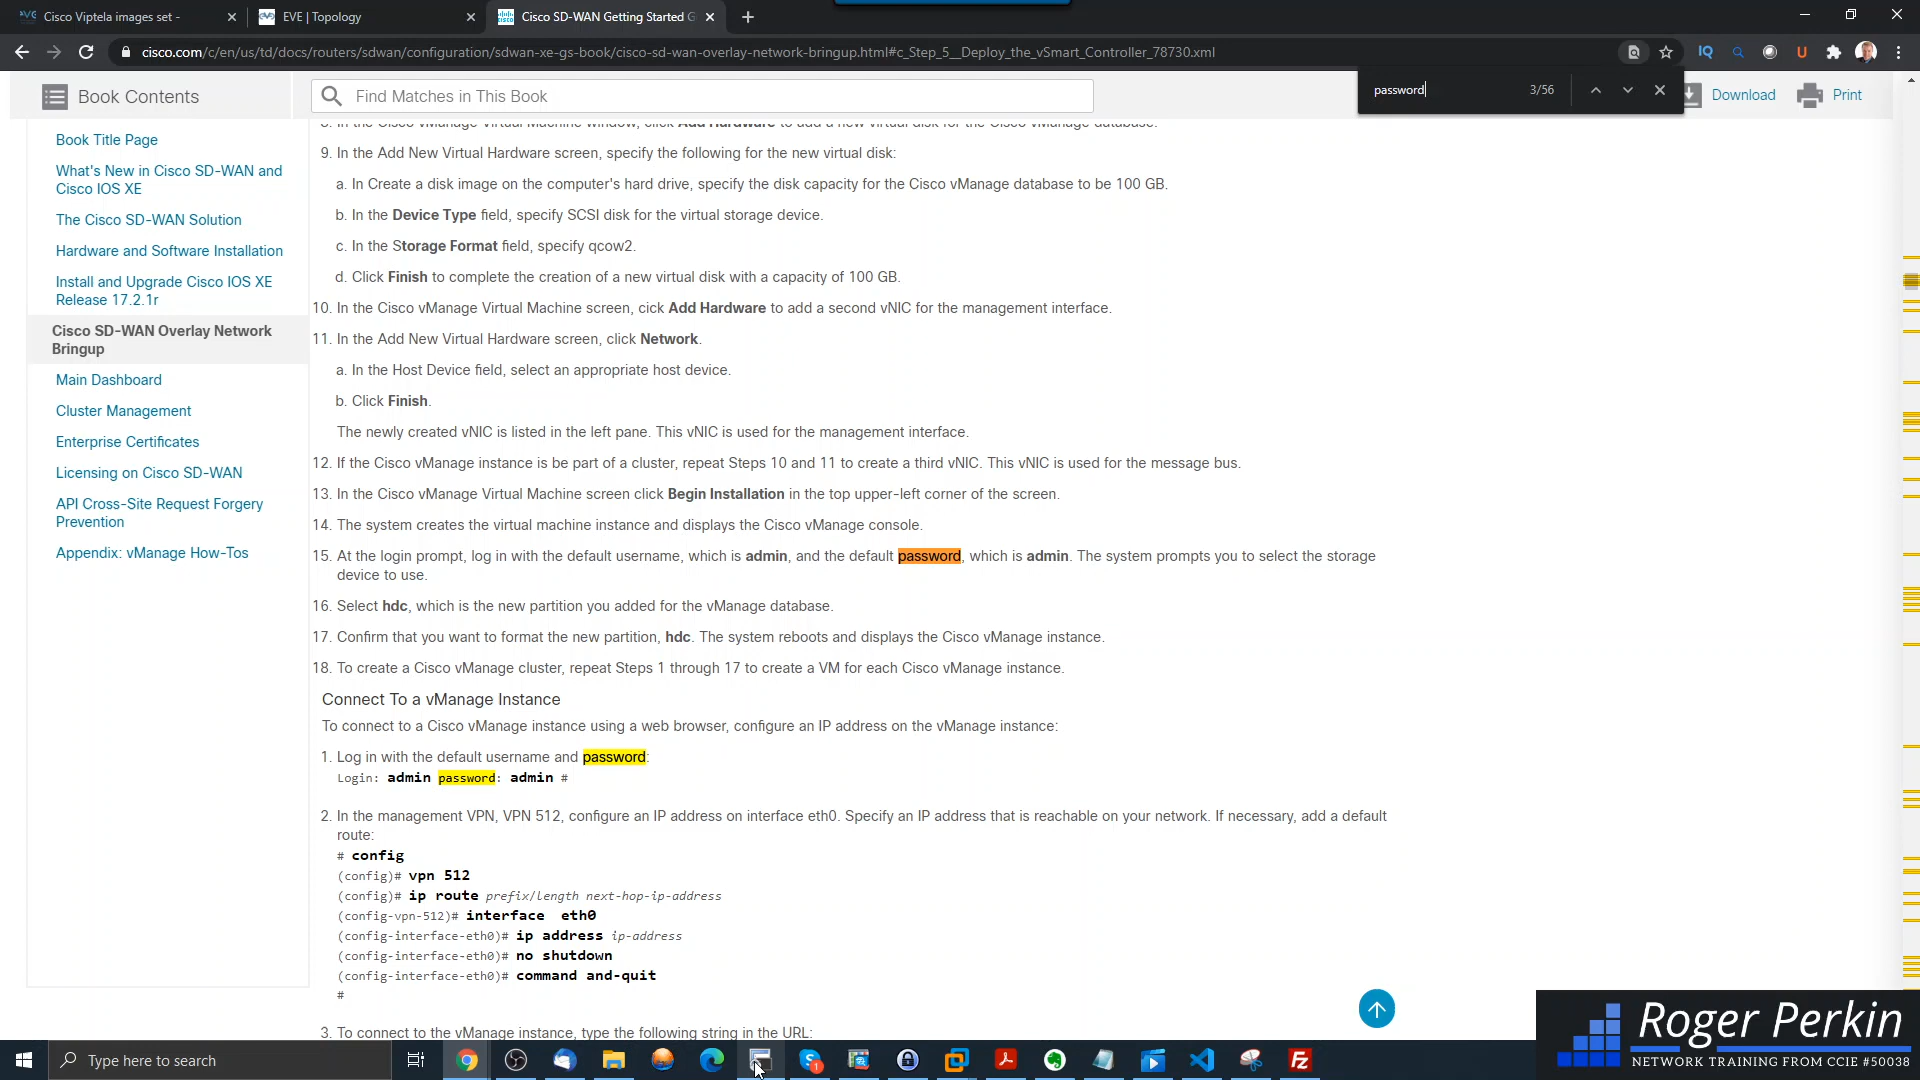 Cisco Viptela images set -
EVE | Topology
Cisco SD-WAN Getting Started G
cisco.com/c/en/us/td/docs/routers/sdwan/configuration/sdwan-xe-gs-book/cisco-sd-wan-overlay-network-bringup.html#c_Step_5__Deploy_the_vSmart_Controller_78730.xml
password 3/56
Book Contents
Find Matches in This Book
Download
Print
Book Title Page
What's New in Cisco SD-WAN and
Cisco IOS XE
The Cisco SD-WAN Solution
Hardware and Software Installation
Install and Upgrade Cisco IOS XE
Release 17.2.1r
Cisco SD-WAN Overlay Network
Bringup
Main Dashboard
Cluster Management
Enterprise Certificates
Licensing on Cisco SD-WAN
API Cross-Site Request Forgery
Prevention
Appendix: vManage How-Tos
8. In the Cisco vManage Virtual Machine window, click Add Hardware to add a new virtual disk for the Cisco vManage database.
9. In the Add New Virtual Hardware screen, specify the following for the new virtual disk:
a. In Create a disk image on the computer's hard drive, specify the disk capacity for the Cisco vManage database to be 100 GB.
b. In the Device Type field, specify SCSI disk for the virtual storage device.
c. In the Storage Format field, specify qcow2.
d. Click Finish to complete the creation of a new virtual disk with a capacity of 100 GB.
10. In the Cisco vManage Virtual Machine screen, cick Add Hardware to add a second vNIC for the management interface.
11. In the Add New Virtual Hardware screen, click Network.
a. In the Host Device field, select an appropriate host device.
b. Click Finish.
The newly created vNIC is listed in the left pane. This vNIC is used for the management interface.
12. If the Cisco vManage instance is be part of a cluster, repeat Steps 10 and 11 to create a third vNIC. This vNIC is used for the message bus.
13. In the Cisco vManage Virtual Machine screen click Begin Installation in the top upper-left corner of the screen.
14. The system creates the virtual machine instance and displays the Cisco vManage console.
15. At the login prompt, log in with the default username, which is admin, and the default password, which is admin. The system prompts you to select the storage
device to use.
16. Select hdc, which is the new partition you added for the vManage database.
17. Confirm that you want to format the new partition, hdc. The system reboots and displays the Cisco vManage instance.
18. To create a Cisco vManage cluster, repeat Steps 1 through 17 to create a VM for each Cisco vManage instance.
Connect To a vManage Instance
To connect to a Cisco vManage instance using a web browser, configure an IP address on the vManage instance:
1. Log in with the default username and password:
Login: admin password: admin #
2. In the management VPN, VPN 512, configure an IP address on interface eth0. Specify an IP address that is reachable on your network. If necessary, add a default
route:
# config
(config)# vpn 512
(config)# ip route prefix/length next-hop-ip-address
(config-vpn-512)# interface eth0
(config-interface-eth0)# ip address ip-address
(config-interface-eth0)# no shutdown
(config-interface-eth0)# command and-quit
#
3. To connect to the vManage instance, type the following string in the URL:
Roger Perkin
NETWORK TRAINING FROM CCIE #50038
Type here to search